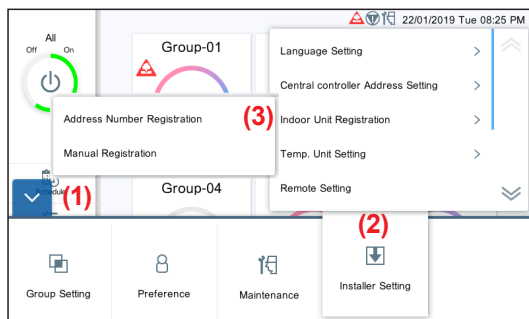 22/01/2019 Tue 08:25 PM
All
Off On
Group-01
Language Setting
Central controller Address Setting
Address Number Registration
(3)
Indoor Unit Registration
Manual Registration
Temp. Unit Setting
Schedule
(1)
Group-04
Remote Setting
(2)
Group Setting
Preference
Maintenance
Installer Setting